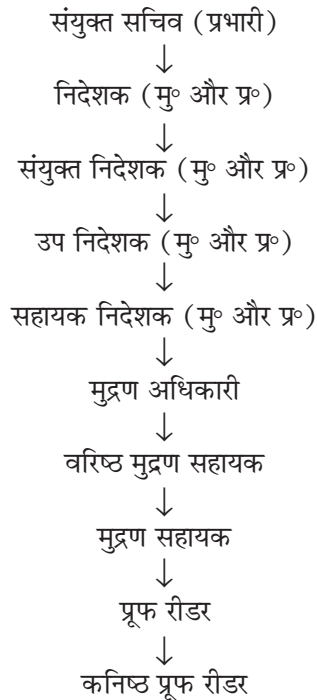 संयुक्त सचिव (प्रभारी)
↓
निदेशक (मु॰ और प्र॰)
↓
संयुक्त निदेशक (मु॰ और प्र॰)
↓
उप निदेशक (मु॰ और प्र॰)
↓
सहायक निदेशक (मु॰ और प्र॰)
↓
मुद्रण अधिकारी
↓
वरिष्ठ मुद्रण सहायक
↓
मुद्रण सहायक
↓
प्रूफ रीडर
↓
कनिष्ठ प्रूफ रीडर